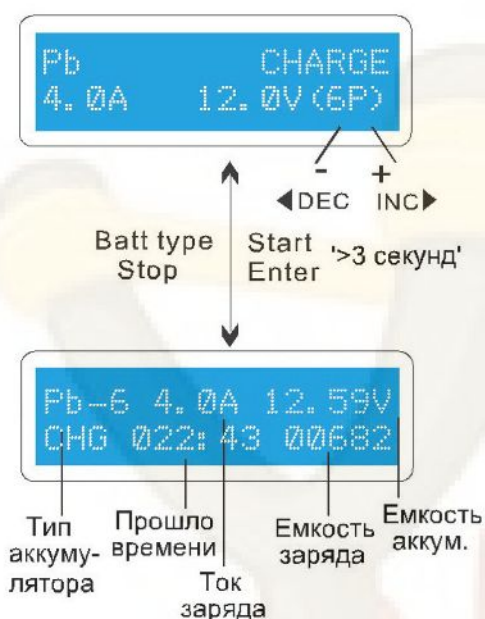 Pb CHARGE
4.0A 12.0V(6P)
- +
◀DEC INC▶
Batt type Stop
Start Enter '>3 секунд'
Pb-6 4.0A 12.59V
CHG 022:43 00682
Тип аккуму-лятора
Прошло времени
Ток заряда
Емкость заряда
Емкость аккум.